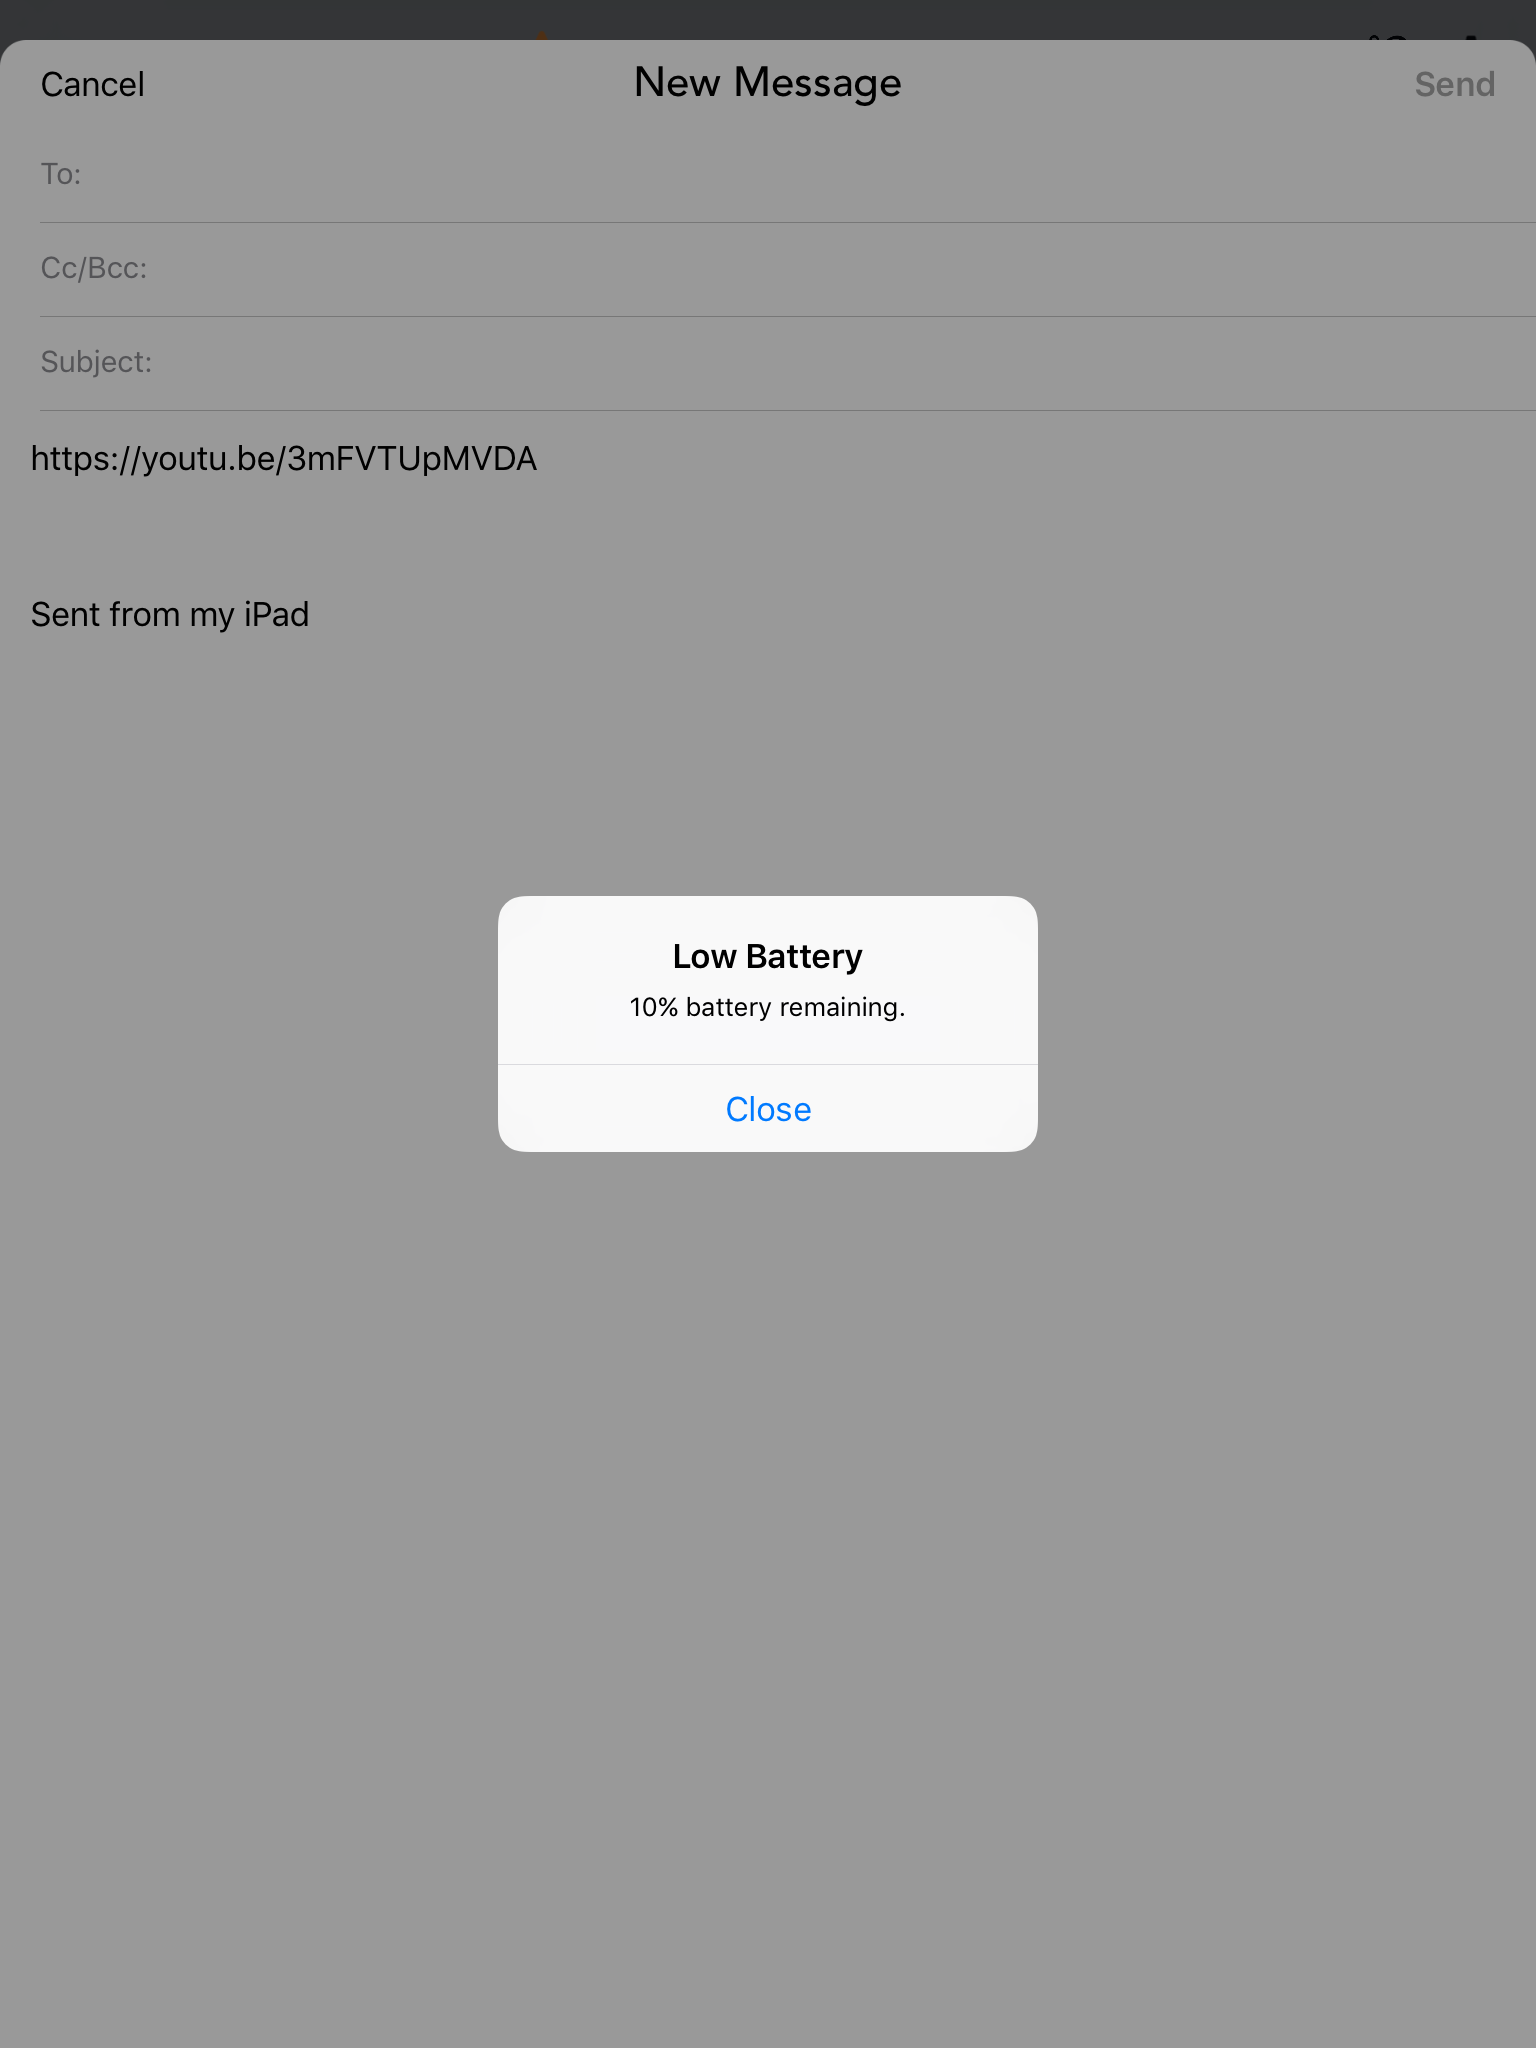 Cancel New Message Send
To:
Cc/Bcc:
Subject:
https://youtu.be/3mFVTUpMVDA
Sent from my iPad
Low Battery
10% battery remaining.
Close